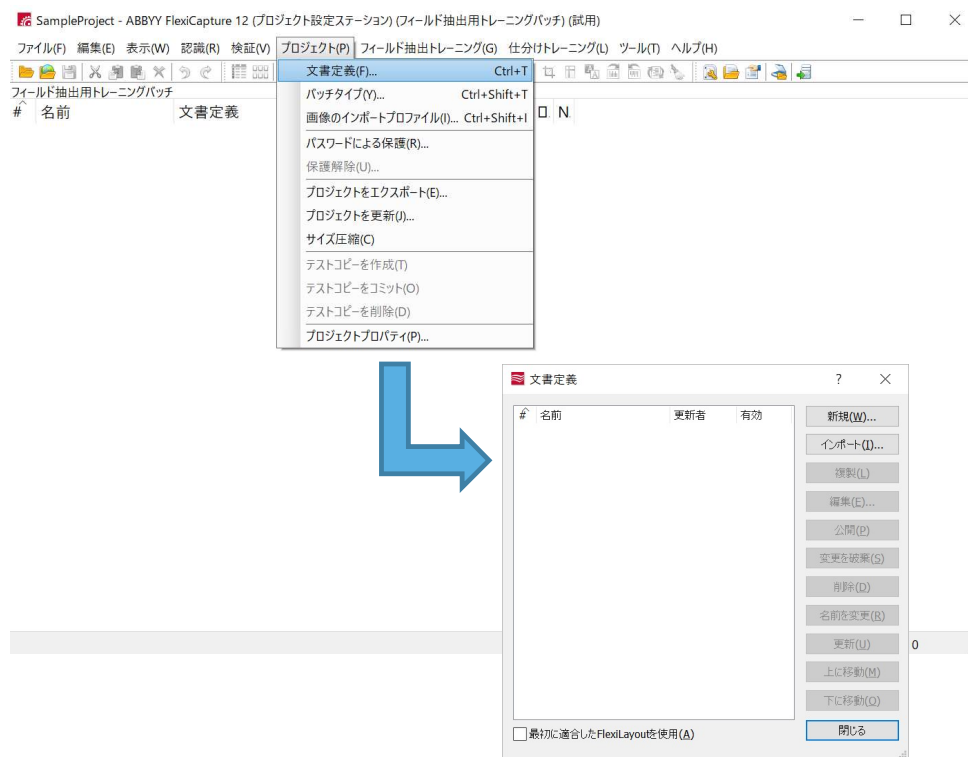 SampleProject - ABBYY FlexiCapture 12 (プロジェクト設定ステーション) (フィールド抽出用トレーニングバッチ) (試用)
ファイル(F) 編集(E) 表示(W) 認識(R) 検証(V) プロジェクト(P) フィールド抽出トレーニング(G) 仕分けトレーニング(L) ツール(T) ヘルプ(H)
フィールド抽出用トレーニングバッチ
# 名前 文書定義 ロ. N.
文書定義(F)... Ctrl+T
バッチタイプ(Y)... Ctrl+Shift+T
画像のインポートプロファイル(I)... Ctrl+Shift+I
パスワードによる保護(R)...
保護解除(U)...
プロジェクトをエクスポート(E)...
プロジェクトを更新(J)...
サイズ圧縮(C)
テストコピーを作成(T)
テストコピーをコミット(O)
テストコピーを削除(D)
プロジェクトプロパティ(P)...
文書定義 ?
# 名前 更新者 有効
新規(W)...
インポート(I)...
複製(L)
編集(E)...
公開(P)
変更を破棄(S)
削除(D)
名前を変更(R)
更新(U)
0
上に移動(M)
下に移動(O)
最初に適合したFlexiLayoutを使用(A)
閉じる